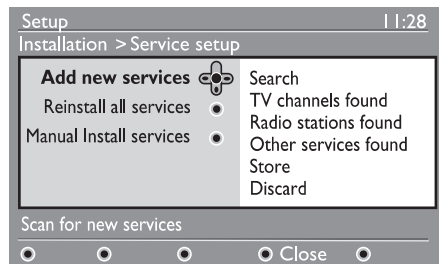 Setup 11:28
Installation > Service setup
Add new services
Reinstall all services
Manual Install services
Search
TV channels found
Radio stations found
Other services found
Store
Discard
Scan for new services
Close